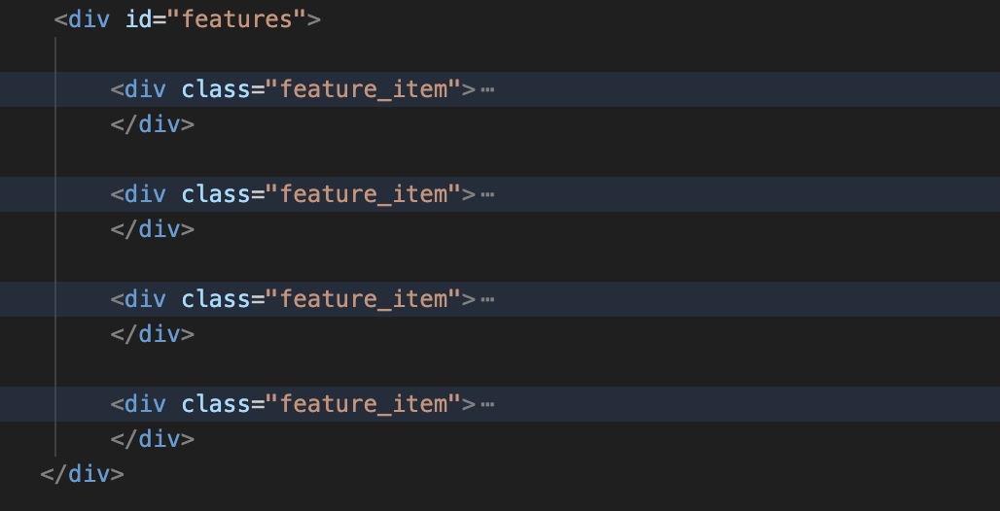 <div id="features">
<div class="feature_item">⋯
</div>
<div class="feature_item">⋯
</div>
<div class="feature_item">⋯
</div>
<div class="feature_item">⋯
</div>
</div>